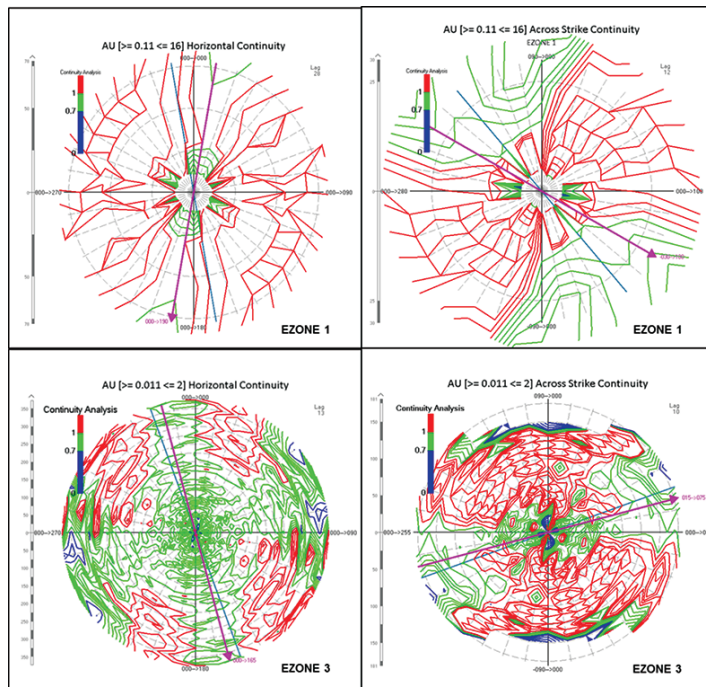 AU [>= 0.11 <= 16] Horizontal Continuity
000->000
Lag
28
Continuity Analysis
1
0.7
0
000->270
000->090
000->190
000->180
EZONE 1
AU [>= 0.11 <= 16] Across Strike Continuity
EZONE 1
090->000
Lag
12
Continuity Analysis
1
0.7
0
000->280
000->100
-090->000
EZONE 1
AU [>= 0.011 <= 2] Horizontal Continuity
000->000
Lag
13
Continuity Analysis
1
0.7
0
000->270
000->090
000->165
000->180
EZONE 3
AU [>= 0.011 <= 2] Across Strike Continuity
090->000
Lag
10
Continuity Analysis
1
0.7
0
015->075
000->255
-090->000
EZONE 3